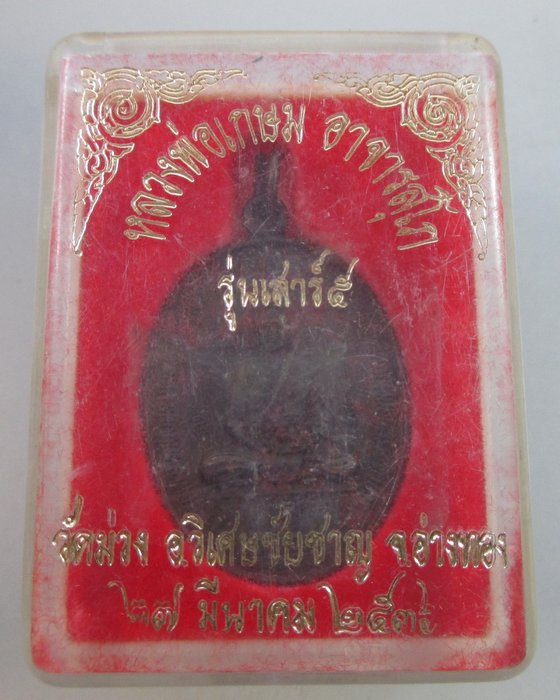 หลวงพ่อเกษม อาจารสุโภ
รุ่นเสาร์๕
วัดม่วง อ.วิเศษชัยชาญ จ.อ่างทอง
๒๗ มีนาคม ๒๕๓๖